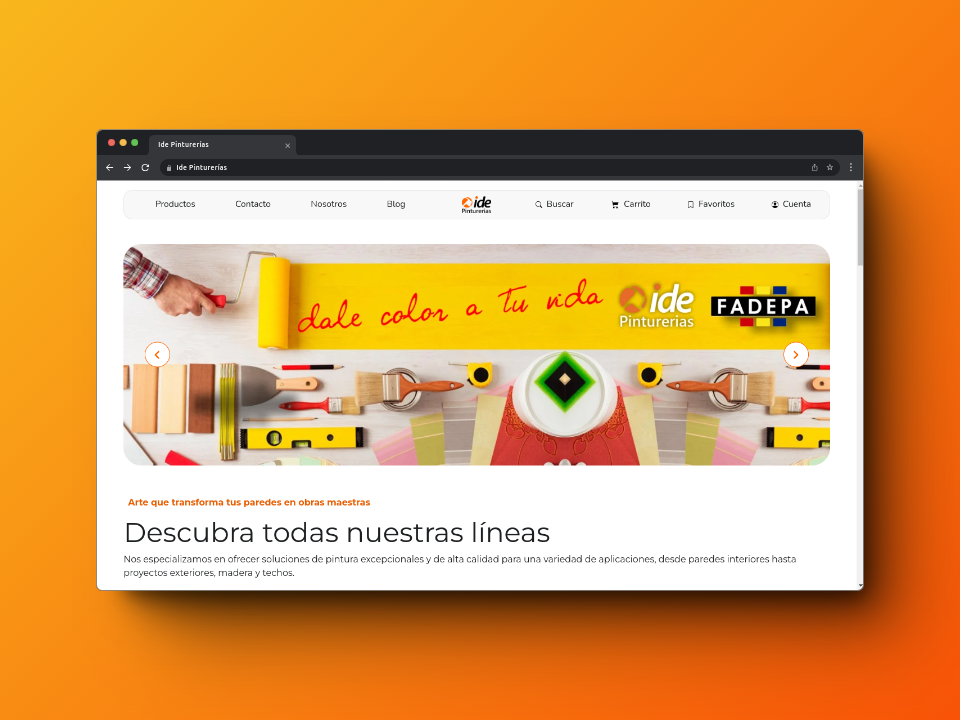 Ide Pinturerías
Ide Pinturerías
Productos Contacto Nosotros Blog ide Pinturerias Buscar Carrito Favoritos Cuenta
dale color a tu vida
ide
Pinturerias
FADEPA
Arte que transforma tus paredes en obras maestras
Descubra todas nuestras líneas
Nos especializamos en ofrecer soluciones de pintura excepcionales y de alta calidad para una variedad de aplicaciones, desde paredes interiores hasta
proyectos exteriores, madera y techos.